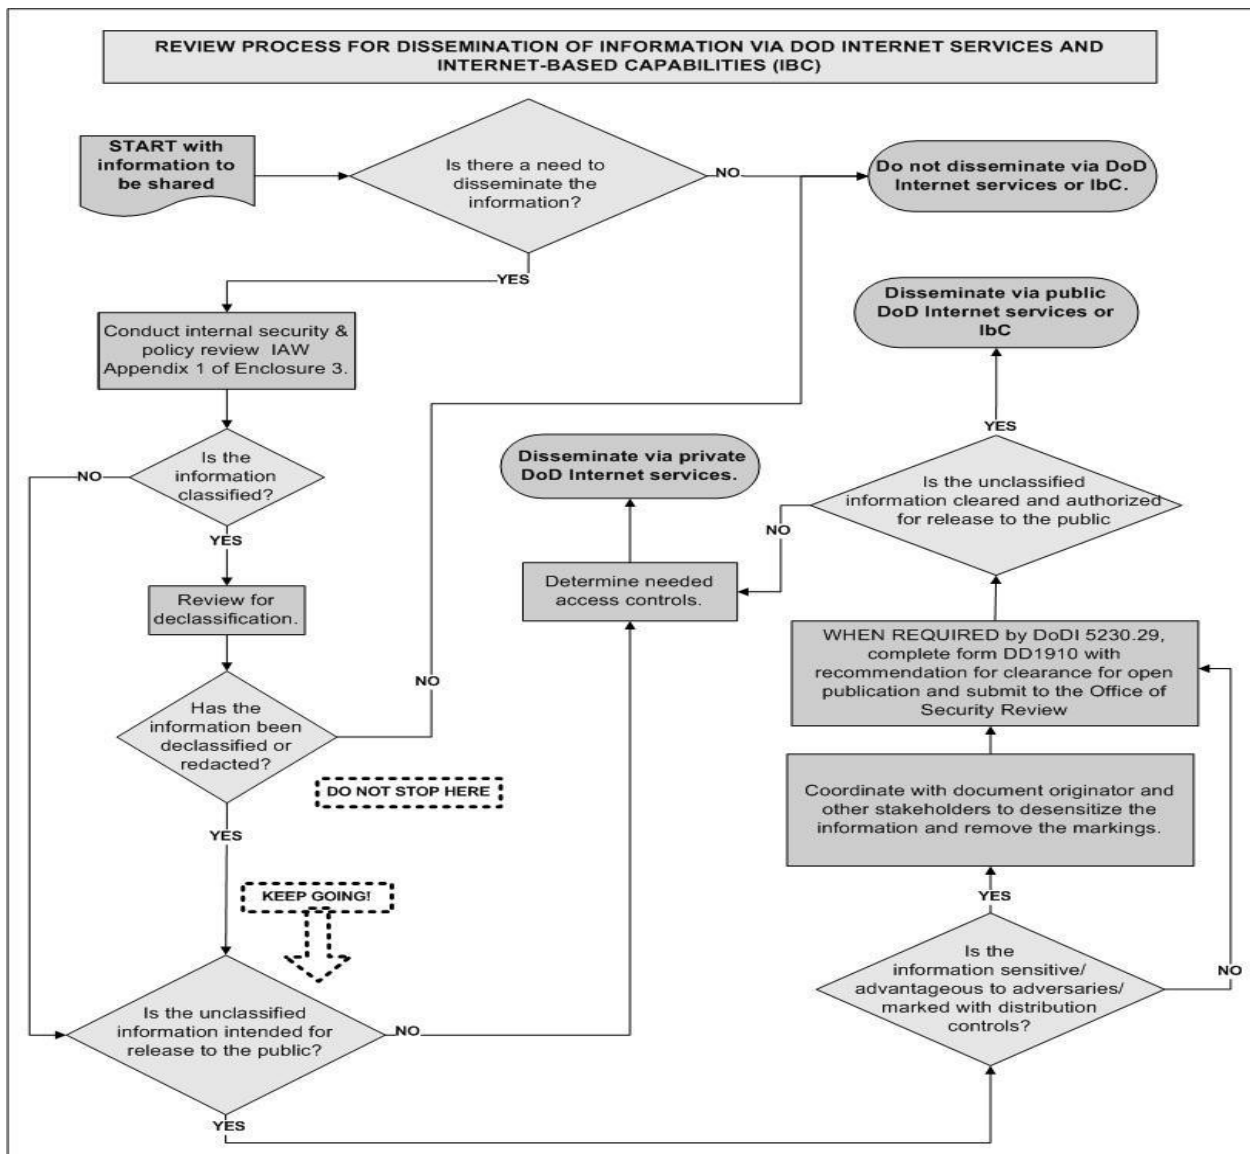 REVIEW PROCESS FOR DISSEMINATION OF INFORMATION VIA DOD INTERNET SERVICES AND
INTERNET-BASED CAPABILITIES (IBC)
START with
information to
be shared
Is there a need to
disseminate the
information?
NO
Do not disseminate via DoD
Internet services or IbC.
YES
Conduct internal security &
policy review IAW
Appendix 1 of Enclosure 3.
Is the
information
classified?
NO
YES
Review for
declassification.
Has the
information been
declassified or
redacted?
NO
DO NOT STOP HERE
YES
KEEP GOING!
Is the unclassified
information intended for
release to the public?
NO
YES
Disseminate via private
DoD Internet services.
Determine needed
access controls.
Disseminate via public
DoD Internet services or
IbC
YES
Is the unclassified
information cleared and authorized
for release to the public
NO
WHEN REQUIRED by DoDI 5230.29,
complete form DD1910 with
recommendation for clearance for open
publication and submit to the Office of
Security Review
Coordinate with document originator and
other stakeholders to desensitize the
information and remove the markings.
YES
Is the
information sensitive/
advantageous to adversaries/
marked with distribution
controls?
NO